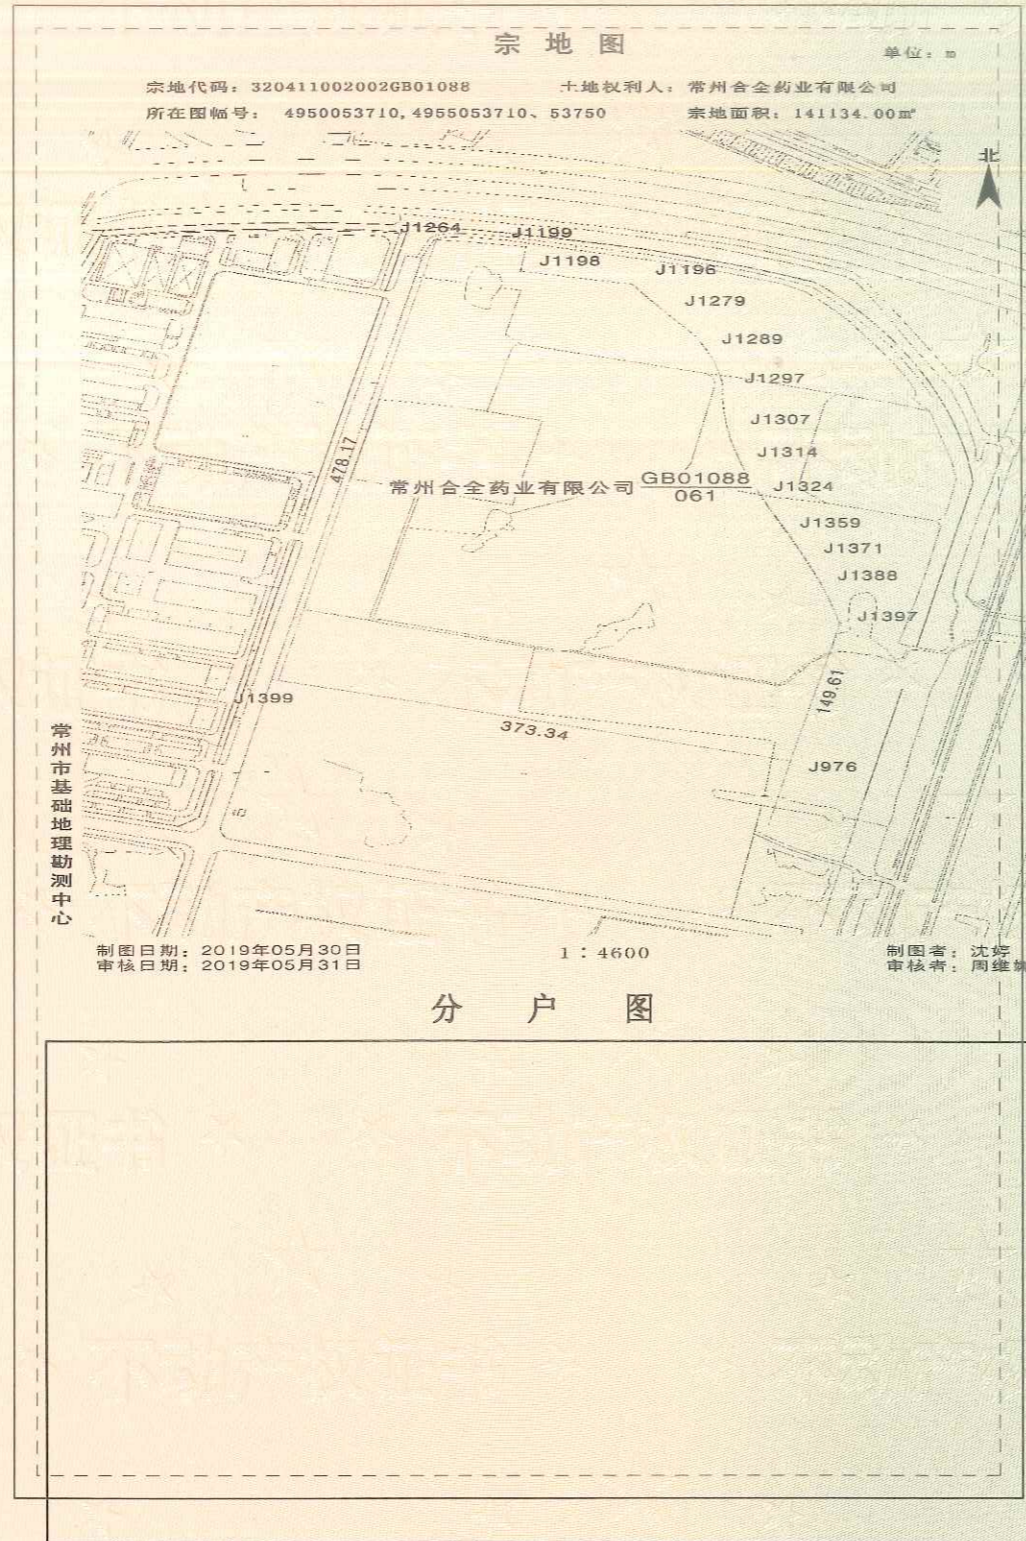 宗 地 图
单位：m
宗地代码：320411002002GB01088 土地权利人：常州合全药业有限公司
所在图幅号： 4950053710,4955053710、53750 宗地面积：141134.00㎡
北
J1264
J1199
J1198
J1196
J1279
J1289
J1297
J1307
J1314
478.17
常州合全药业有限公司 GB01088
061
J1324
J1359
J1371
J1388
J1397
J1399
149.61
373.34
J976
常州市基础地理勘测中心
制图日期：2019年05月30日
审核日期：2019年05月31日
1：4600
制图者：沈婷
审核者：周维
分 户 图